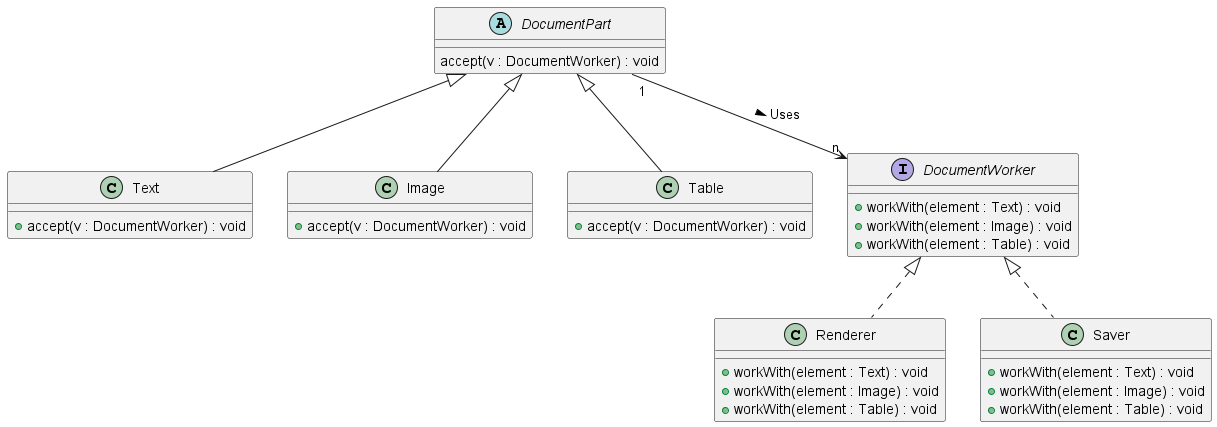 A DocumentPart
accept(v : DocumentWorker) : void
1
Uses
n
C Text
accept(v : DocumentWorker) : void
C Image
accept(v : DocumentWorker) : void
C Table
accept(v : DocumentWorker) : void
I DocumentWorker
workWith(element : Text) : void
workWith(element : Image) : void
workWith(element : Table) : void
C Renderer
workWith(element : Text) : void
workWith(element : Image) : void
workWith(element : Table) : void
C Saver
workWith(element : Text) : void
workWith(element : Image) : void
workWith(element : Table) : void